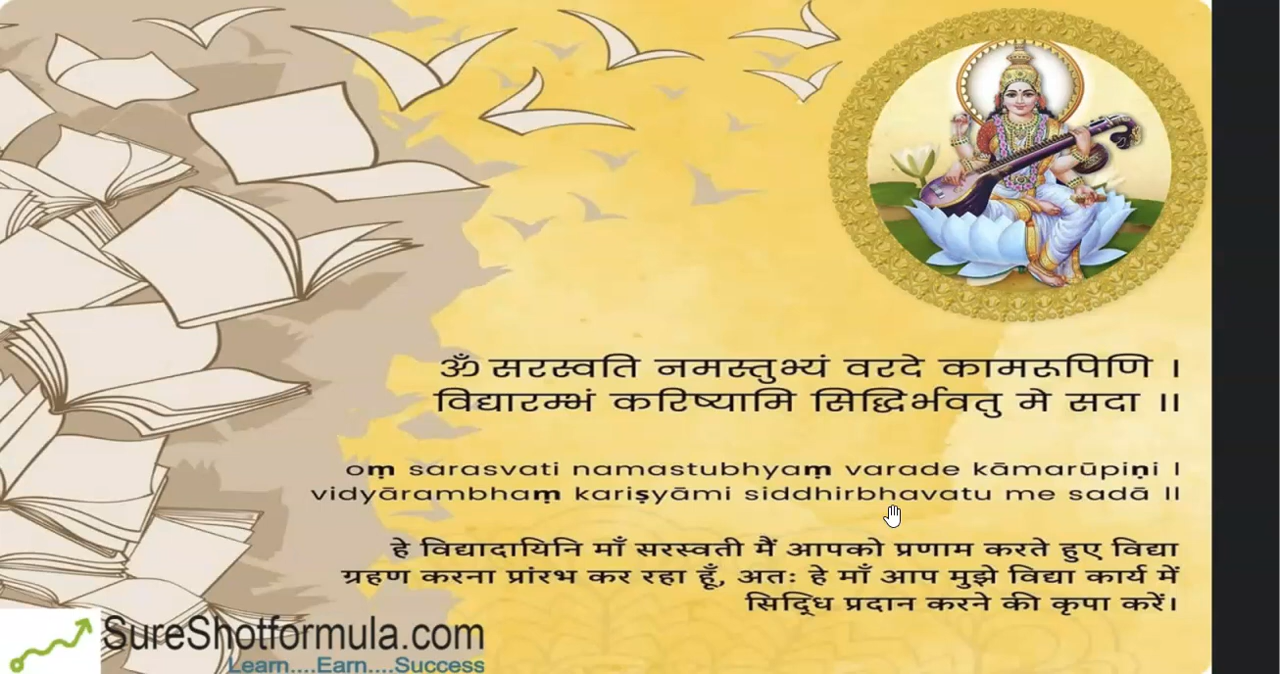 ॐ सरस्वति नमस्तुभ्यं वरदे कामरूपिणि ।
विद्यारम्भं करिष्यामि सिद्धिर्भवतु मे सदा ।।
oṃ sarasvati namastubhyaṃ varade kāmarūpiṇi ।
vidyārambhaṃ kariṣyāmi siddhirbhavatu me sadā ।।
हे विद्यादायिनि माँ सरस्वती मैं आपको प्रणाम करते हुए विद्या
ग्रहण करना प्रांरभ कर रहा हूँ, अतः हे माँ आप मुझे विद्या कार्य में
सिद्धि प्रदान करने की कृपा करें।
SureShotformula.com
Learn....Earn....Success